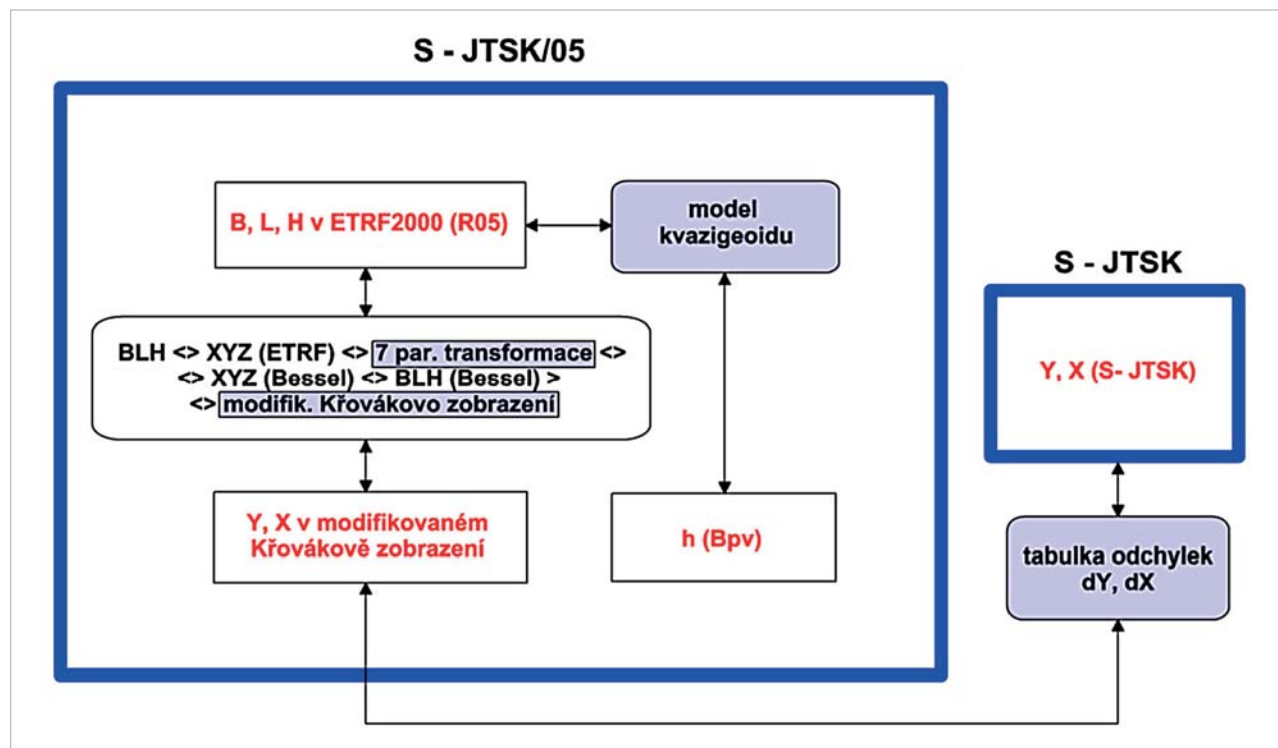 S - JTSK/05
B, L, H v ETRF2000 (R05)
model
kvazigeoidu
BLH <> XYZ (ETRF) <> 7 par. transformace <>
<> XYZ (Bessel) <> BLH (Bessel) >
<> modifik. Křovákovo zobrazení
Y, X v modifikovaném
Křovákově zobrazení
h (Bpv)
S - JTSK
Y, X (S- JTSK)
tabulka odchylek
dY, dX